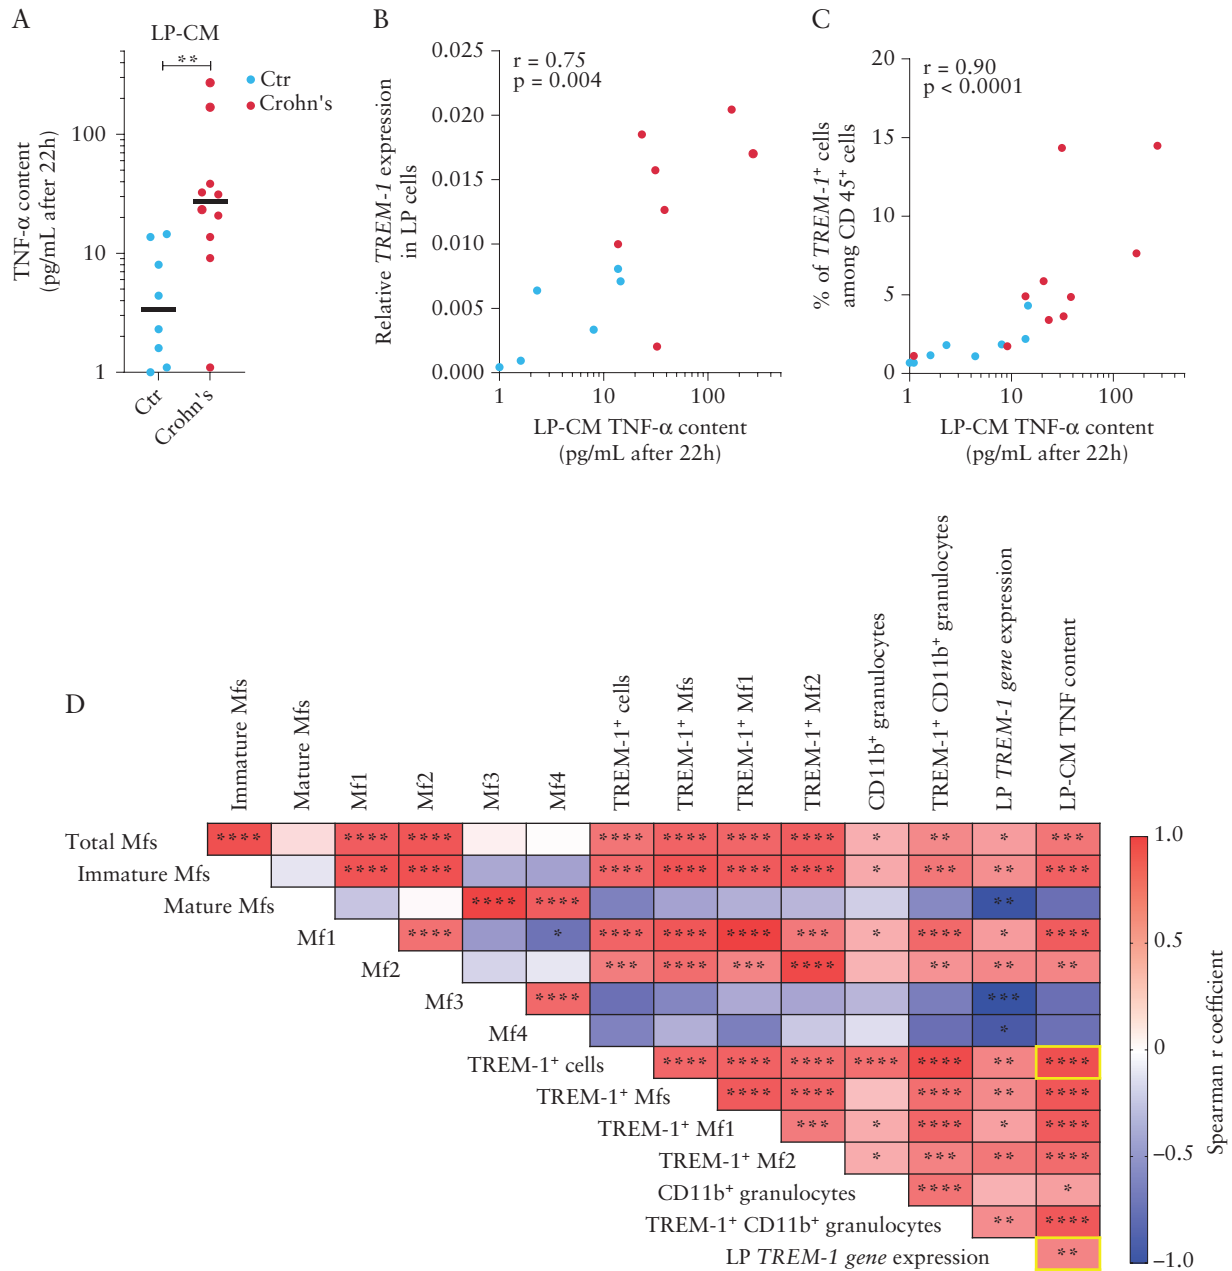 A
LP-CM
**
Ctr
Crohn's
TNF-α content
(pg/mL after 22h)
100
10
1
Ctr
Crohn's
B
r = 0.75
p = 0.004
Relative TREM-1 expression
in LP cells
0.025
0.020
0.015
0.010
0.005
0.000
1
10
100
LP-CM TNF-α content
(pg/mL after 22h)
C
r = 0.90
p < 0.0001
% of TREM-1⁺ cells
among CD 45⁺ cells
20
15
10
5
0
1
10
100
LP-CM TNF-α content
(pg/mL after 22h)
D
Immature Mfs
Mature Mfs
Mf1
Mf2
Mf3
Mf4
TREM-1⁺ cells
TREM-1⁺ Mfs
TREM-1⁺ Mf1
TREM-1⁺ Mf2
CD11b⁺ granulocytes
TREM-1⁺ CD11b⁺ granulocytes
LP TREM-1 gene expression
LP-CM TNF content
Total Mfs **** **** **** **** **** **** **** * ** * ***
Immature Mfs **** **** **** **** **** **** * *** ** ****
Mature Mfs **** **** **
Mf1 **** * **** **** **** *** * **** * ****
Mf2 *** **** *** **** ** ** **
Mf3 **** ***
Mf4 *
TREM-1⁺ cells **** **** **** **** **** ** ****
TREM-1⁺ Mfs **** **** **** ** ****
TREM-1⁺ Mf1 *** * **** * ****
TREM-1⁺ Mf2 * *** ** ****
CD11b⁺ granulocytes **** *
TREM-1⁺ CD11b⁺ granulocytes ** ****
LP TREM-1 gene expression **
1.0
0.5
0
−0.5
−1.0
Spearman r coefficient